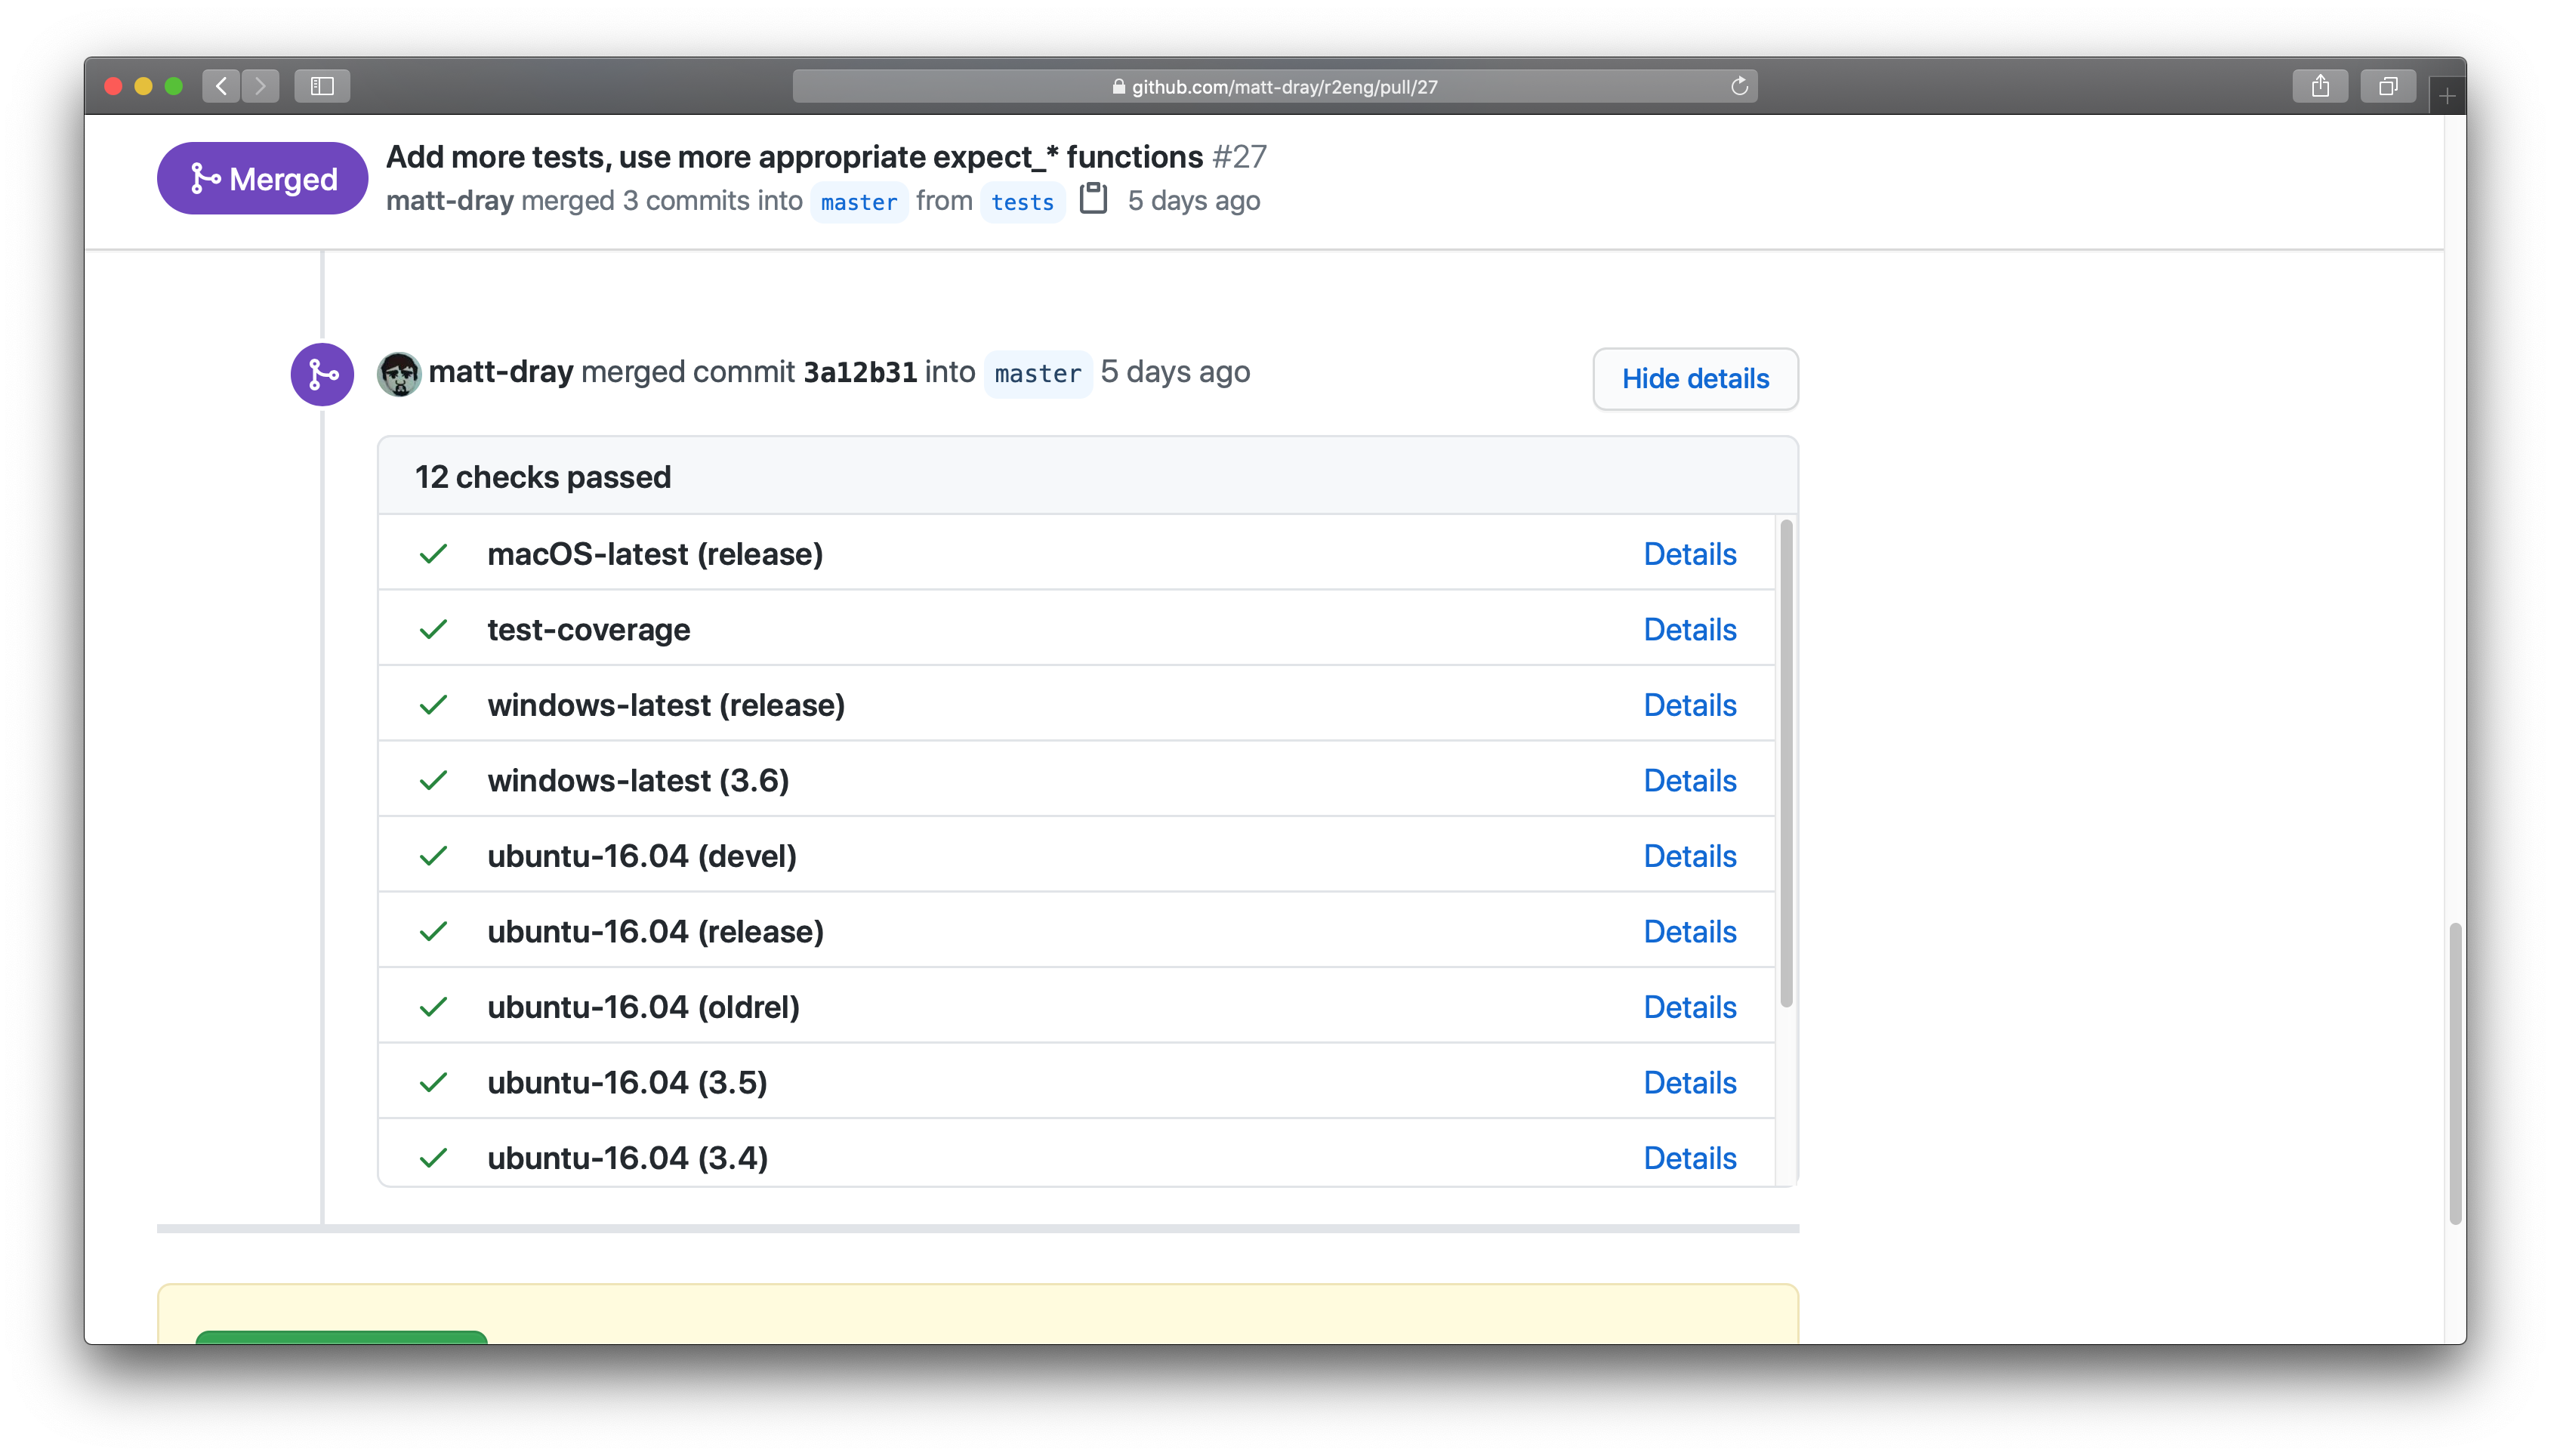 github.com/matt-dray/r2eng/pull/27
Merged
Add more tests, use more appropriate expect_* functions #27
matt-dray merged 3 commits into master from tests 5 days ago
matt-dray merged commit 3a12b31 into master 5 days ago
Hide details
12 checks passed
macOS-latest (release) Details
test-coverage Details
windows-latest (release) Details
windows-latest (3.6) Details
ubuntu-16.04 (devel) Details
ubuntu-16.04 (release) Details
ubuntu-16.04 (oldrel) Details
ubuntu-16.04 (3.5) Details
ubuntu-16.04 (3.4) Details